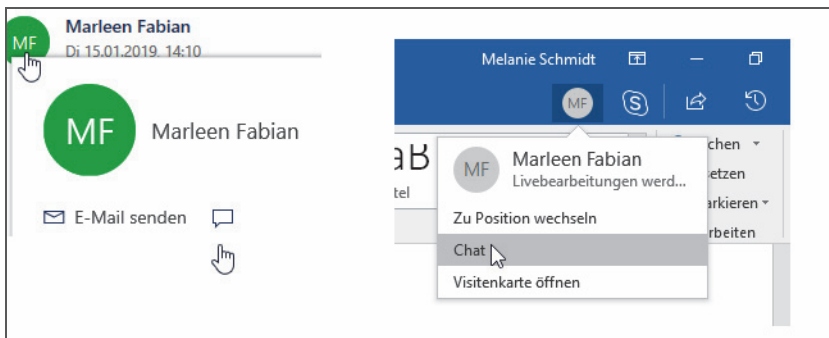 Marleen Fabian
MF
Di 15.01.2019, 14:10
MF
Marleen Fabian
E-Mail senden
Melanie Schmidt
MF
MF
Marleen Fabian
Livebearbeitungen werd...
Zu Position wechseln
Chat
Visitenkarte öffnen